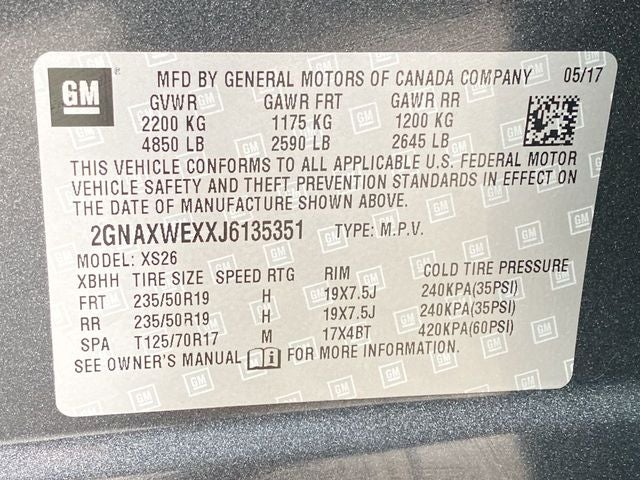 GM MFD BY GENERAL MOTORS OF CANADA COMPANY 05/17
GVWR GAWR FRT GAWR RR
2200 KG 1175 KG 1200 KG
4850 LB 2590 LB 2645 LB
THIS VEHICLE CONFORMS TO ALL APPLICABLE U.S. FEDERAL MOTOR
VEHICLE SAFETY AND THEFT PREVENTION STANDARDS IN EFFECT ON
THE DATE OF MANUFACTURE SHOWN ABOVE.
2GNAXWEXXJ6135351 TYPE: M.P.V.
MODEL: XS26
XBHH TIRE SIZE SPEED RTG RIM COLD TIRE PRESSURE
FRT 235/50R19 H 19X7.5J 240KPA(35PSI)
RR 235/50R19 H 19X7.5J 240KPA(35PSI)
SPA T125/70R17 M 17X4BT 420KPA(60PSI)
SEE OWNER'S MANUAL FOR MORE INFORMATION.